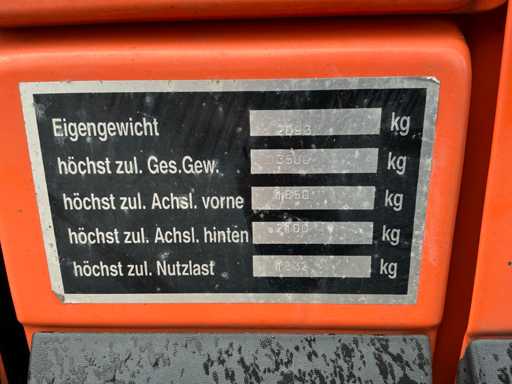 Eigengewicht kg
höchst zul. Ges.Gew. 3500 kg
höchst zul. Achsl. vorne kg
höchst zul. Achsl. hinten 2100 kg
höchst zul. Nutzlast kg